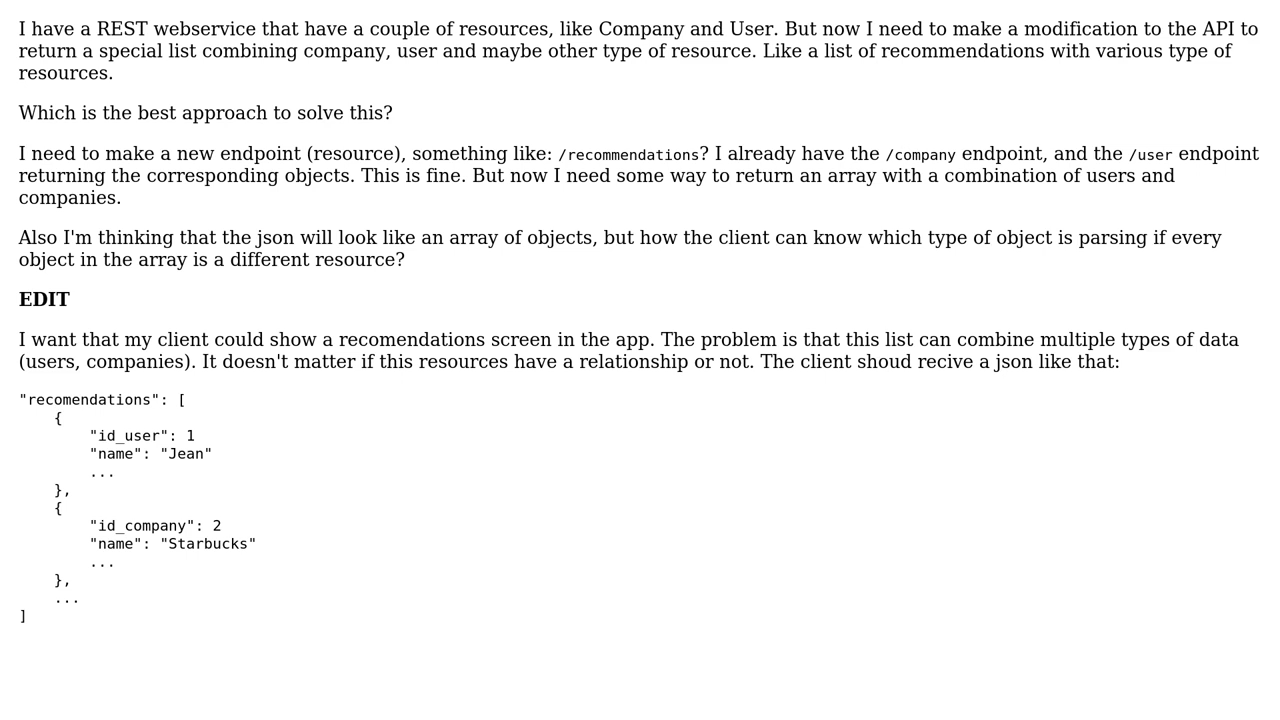 I have a REST webservice that have a couple of resources, like Company and User. But now I need to make a modification to the API to
return a special list combining company, user and maybe other type of resource. Like a list of recommendations with various type of
resources.
Which is the best approach to solve this?
I need to make a new endpoint (resource), something like: /recommendations? I already have the /company endpoint, and the /user endpoint
returning the corresponding objects. This is fine. But now I need some way to return an array with a combination of users and
companies.
Also I'm thinking that the json will look like an array of objects, but how the client can know which type of object is parsing if every
object in the array is a different resource?
EDIT
I want that my client could show a recomendations screen in the app. The problem is that this list can combine multiple types of data
(users, companies). It doesn't matter if this resources have a relationship or not. The client shoud recive a json like that:
"recomendations": [
    {
        "id_user": 1
        "name": "Jean"
        ...
    },
    {
        "id_company": 2
        "name": "Starbucks"
        ...
    },
    ...
]